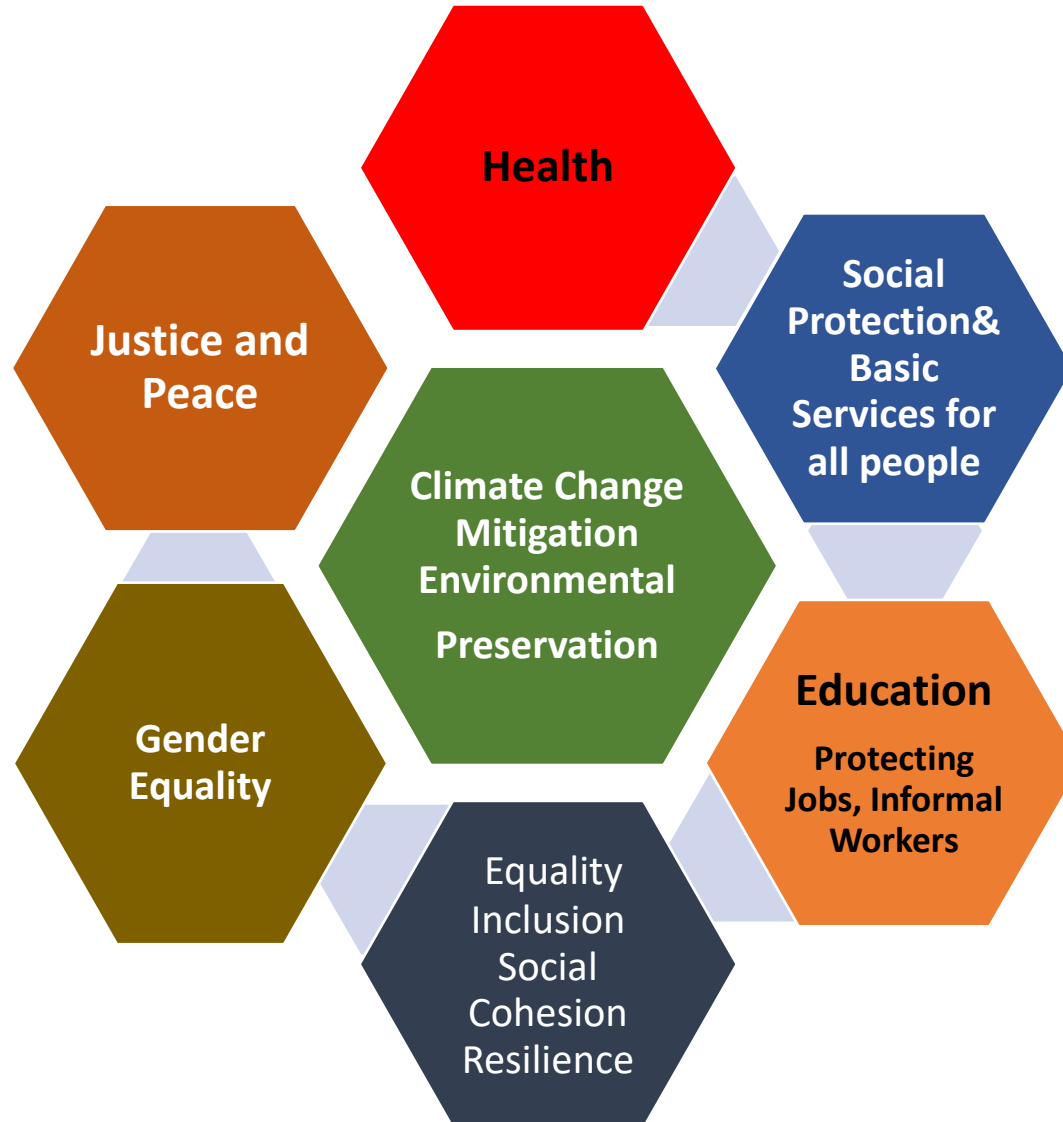 Health
Social
Protection&
Basic
Services for
all people
Justice and
Peace
Climate Change
Mitigation
Environmental
Preservation
Education
Protecting
Jobs, Informal
Workers
Gender
Equality
Equality
Inclusion
Social
Cohesion
Resilience